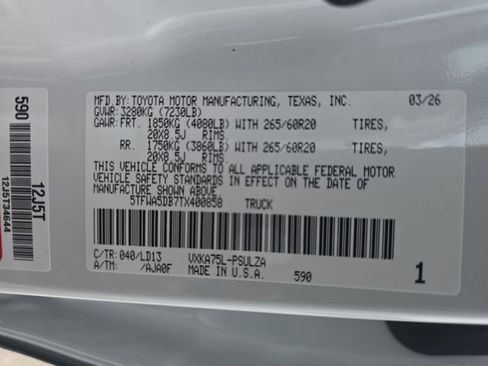 MFD.BY: TOYOTA MOTOR MANUFACTURING, TEXAS, INC. 03/26
GVWR: 3280KG (7230LB)
GAWR: FRT. 1850KG (4080LB) WITH 265/60R20 TIRES,
20X8.5J RIMS
RR. 1750KG (3860LB) WITH 265/60R20 TIRES,
20X8.5J RIMS
THIS VEHICLE CONFORMS TO ALL APPLICABLE FEDERAL MOTOR
VEHICLE SAFETY STANDARDS IN EFFECT ON THE DATE OF
MANUFACTURE SHOWN ABOVE.
5TFWA5DB7TX400858 TRUCK
C/TR: 040/LD13 VXKA75L-PSULZA
A/TM: /AJA0F MADE IN U.S.A. 590 1
590
12J5T
12J5T34644